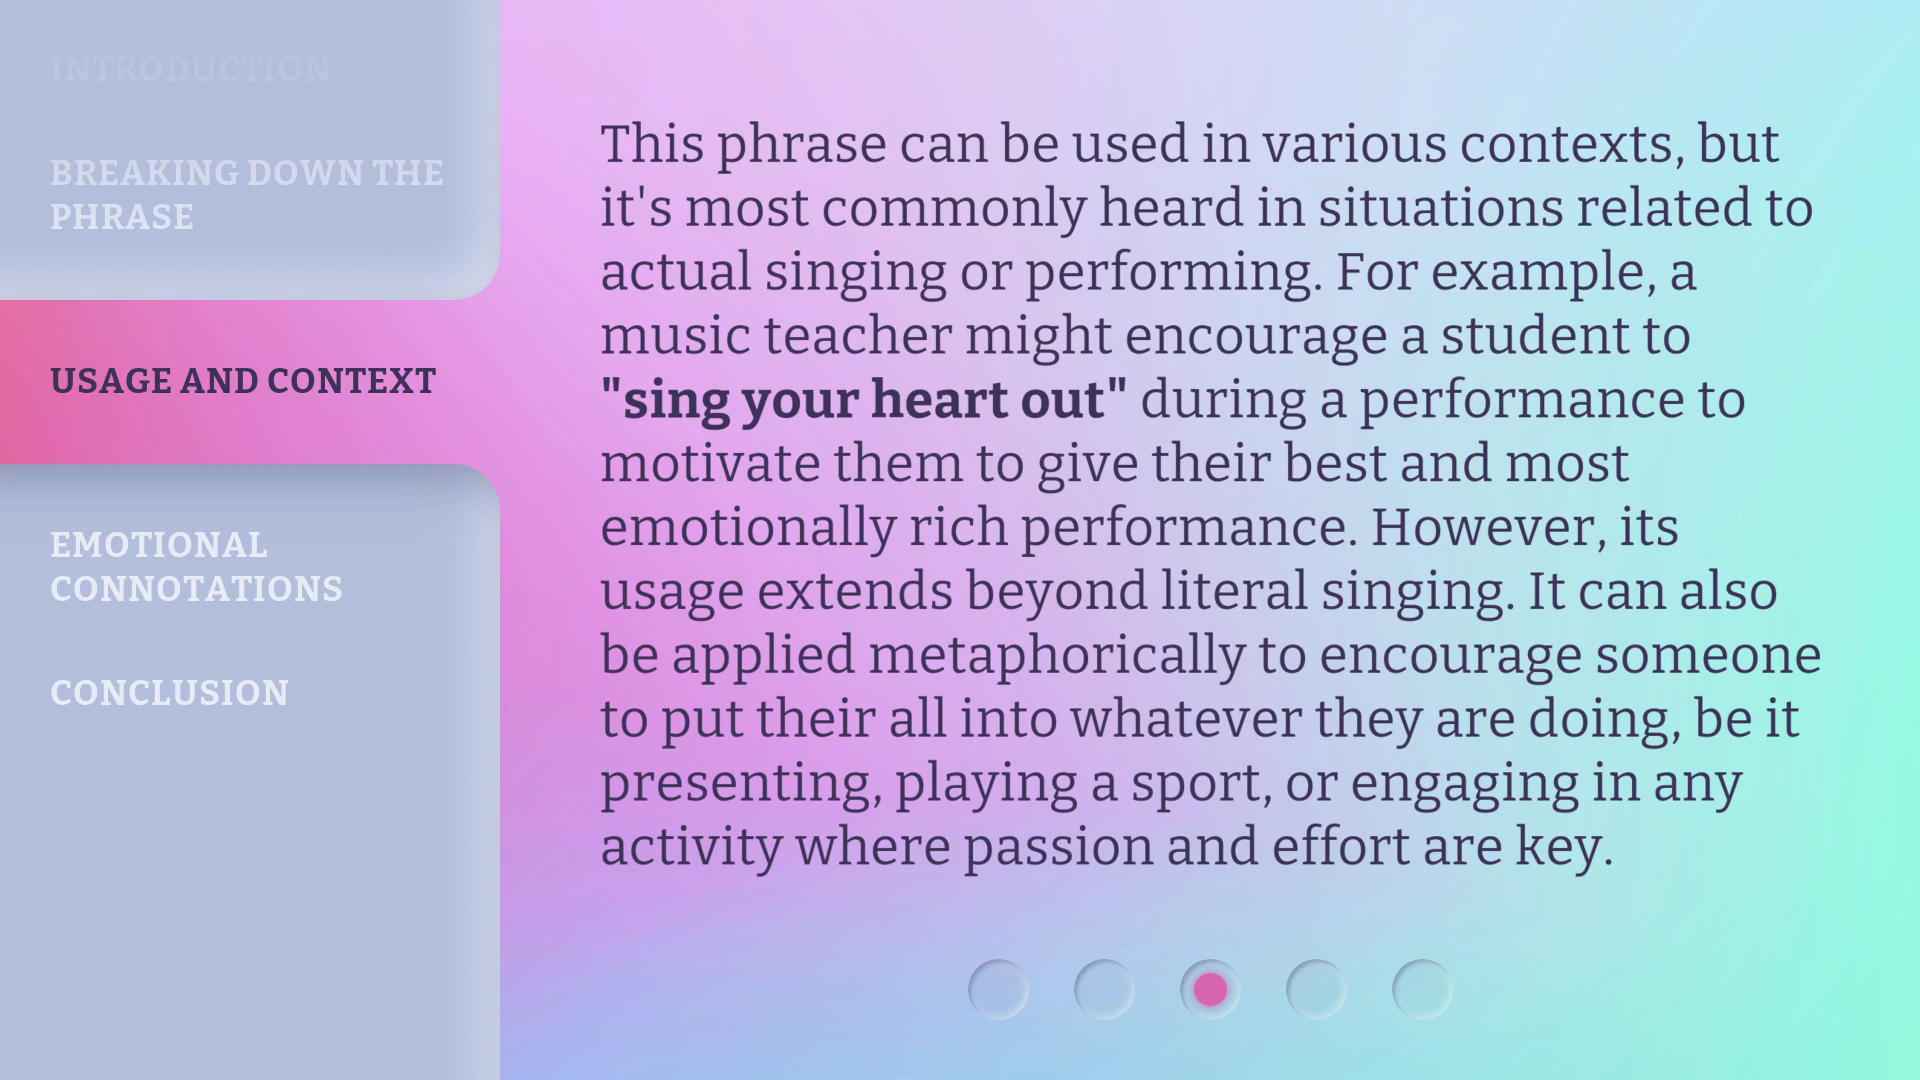 INTRODUCTION
BREAKING DOWN THE
PHRASE
USAGE AND CONTEXT
EMOTIONAL
CONNOTATIONS
CONCLUSION
This phrase can be used in various contexts, but
it's most commonly heard in situations related to
actual singing or performing. For example, a
music teacher might encourage a student to
"sing your heart out" during a performance to
motivate them to give their best and most
emotionally rich performance. However, its
usage extends beyond literal singing. It can also
be applied metaphorically to encourage someone
to put their all into whatever they are doing, be it
presenting, playing a sport, or engaging in any
activity where passion and effort are key.